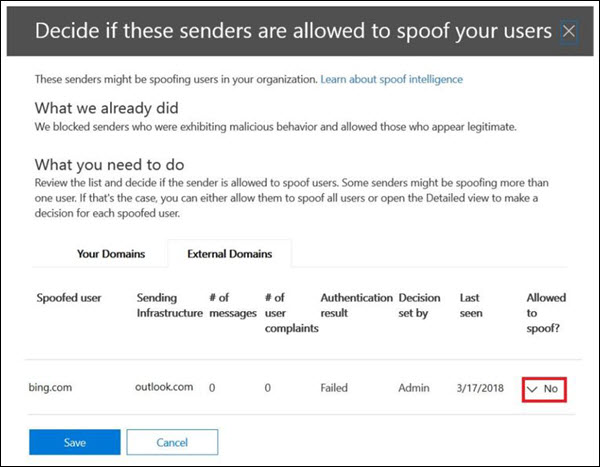 Decide if these senders are allowed to spoof your users
These senders might be spoofing users in your organization. Learn about spoof intelligence
What we already did
We blocked senders who were exhibiting malicious behavior and allowed those who appear legitimate.
What you need to do
Review the list and decide if the sender is allowed to spoof users. Some senders might be spoofing more than
one user. If that's the case, you can either allow them to spoof all users or open the Detailed view to make a
decision for each spoofed user.
Your Domains External Domains
Spoofed user Sending # of # of Authentication Decision Last Allowed
Infrastructure messages user result set by seen to
complaints spoof?
bing.com outlook.com 0 0 Failed Admin 3/17/2018 No
Save Cancel